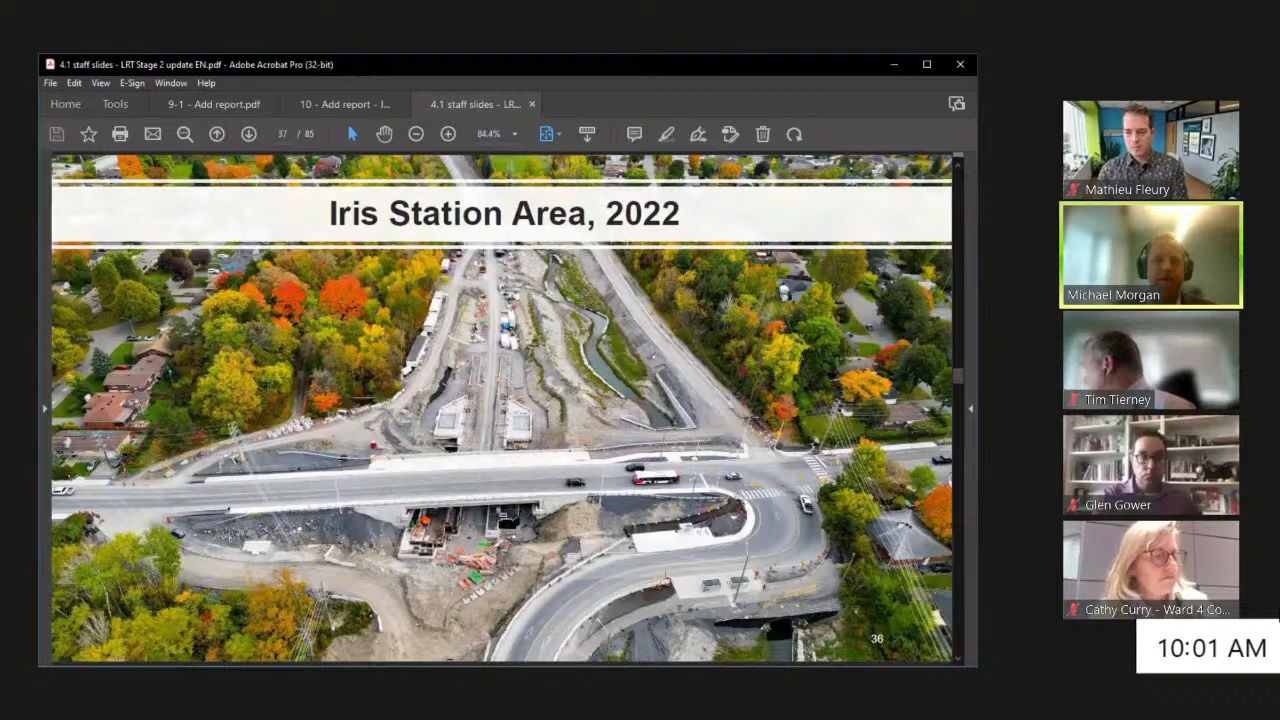 4.1 staff slides - LRT Stage 2 update EN.pdf - Adobe Acrobat Pro (32-bit)
File Edit View E-Sign Window Help
Home Tools 9-1 - Add report.pdf 10 - Add report - I... 4.1 staff slides - LR... ×
37 / 85 84.4%
Iris Station Area, 2022
36
Mathieu Fleury
Michael Morgan
Tim Tierney
Glen Gower
Cathy Curry - Ward 4 Co...
10:01 AM